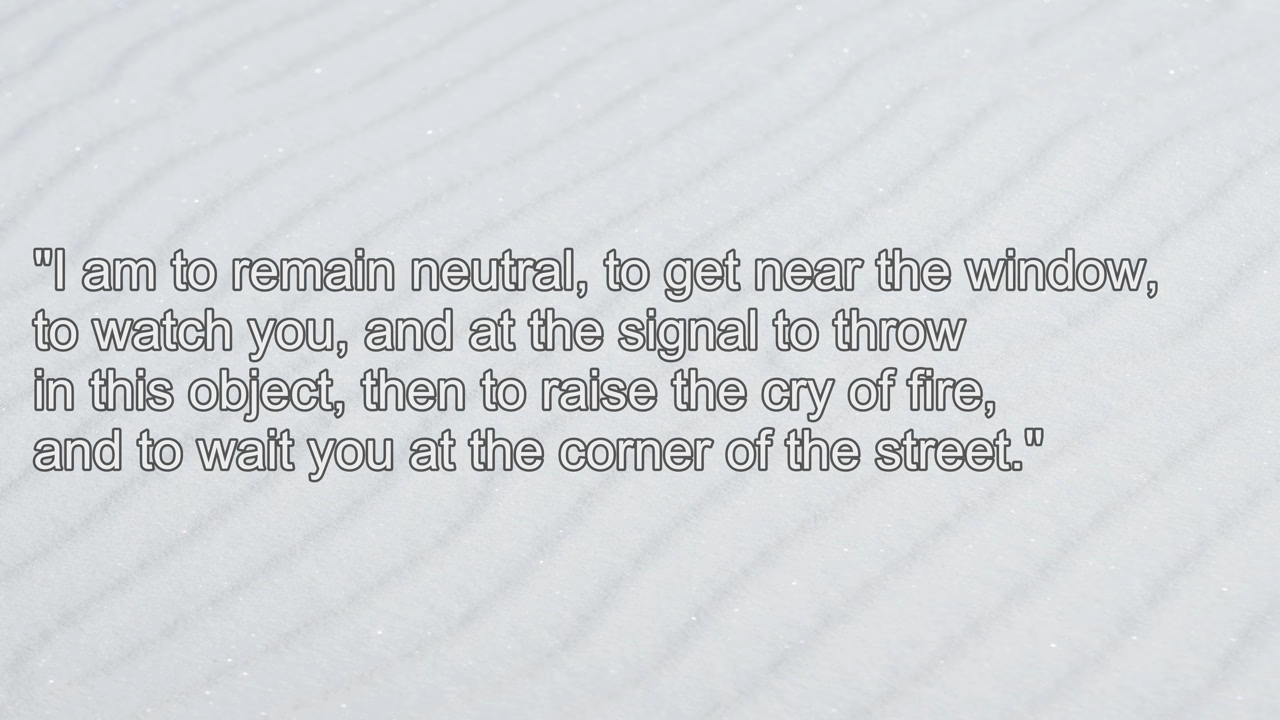 "I am to remain neutral, to get near the window,
to watch you, and at the signal to throw
in this object, then to raise the cry of fire,
and to wait you at the corner of the street."